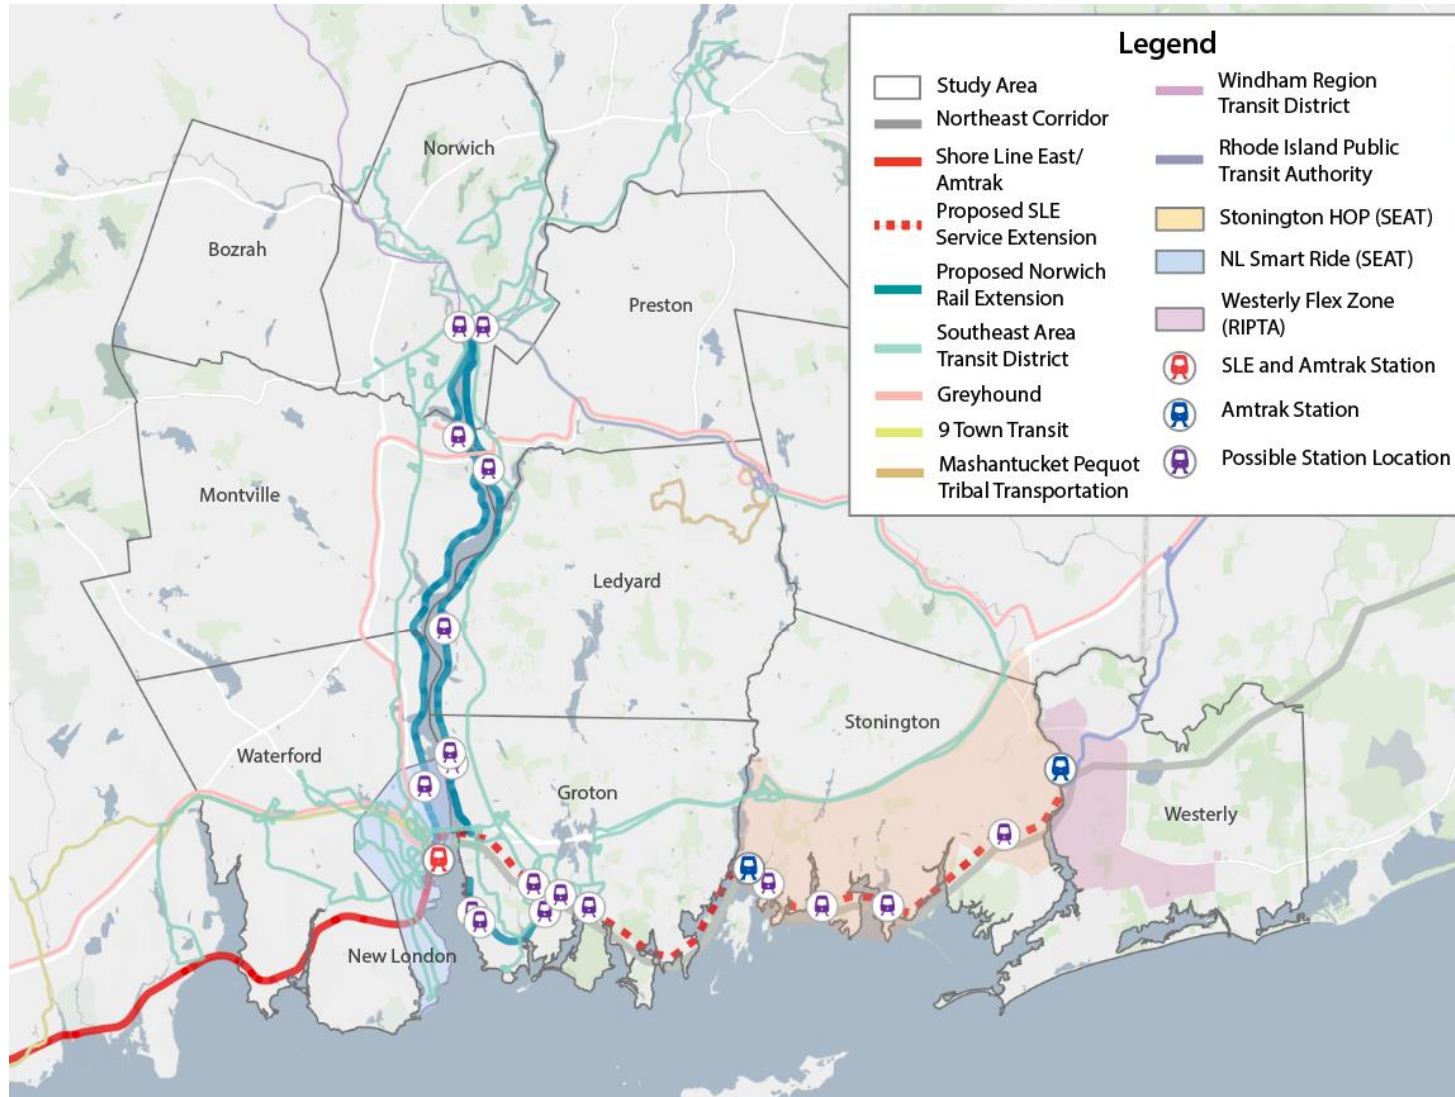 Legend
Study Area
Northeast Corridor
Shore Line East/
Amtrak
Proposed SLE
Service Extension
Proposed Norwich
Rail Extension
Southeast Area
Transit District
Greyhound
9 Town Transit
Mashantucket Pequot
Tribal Transportation
Windham Region
Transit District
Rhode Island Public
Transit Authority
Stonington HOP (SEAT)
NL Smart Ride (SEAT)
Westerly Flex Zone
(RIPTA)
SLE and Amtrak Station
Amtrak Station
Possible Station Location
Norwich
Bozrah
Preston
Montville
Ledyard
Stonington
Waterford
Groton
Westerly
New London